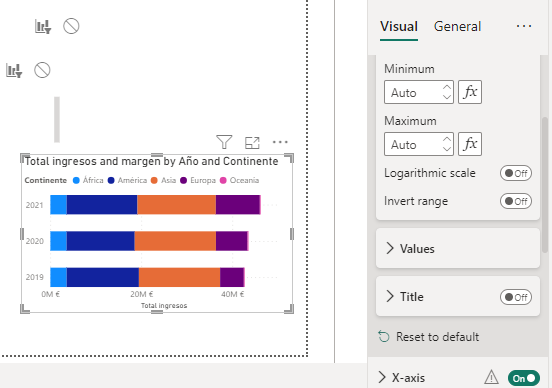 Visual General
Minimum
Auto fx
Maximum
Auto fx
Logarithmic scale Off
Invert range Off
Values
Title Off
Reset to default
X-axis On
Total ingresos and margen by Año and Continente
Continente África América Asia Europa Oceanía
2021
2020
2019
0M € 20M € 40M €
Total ingresos